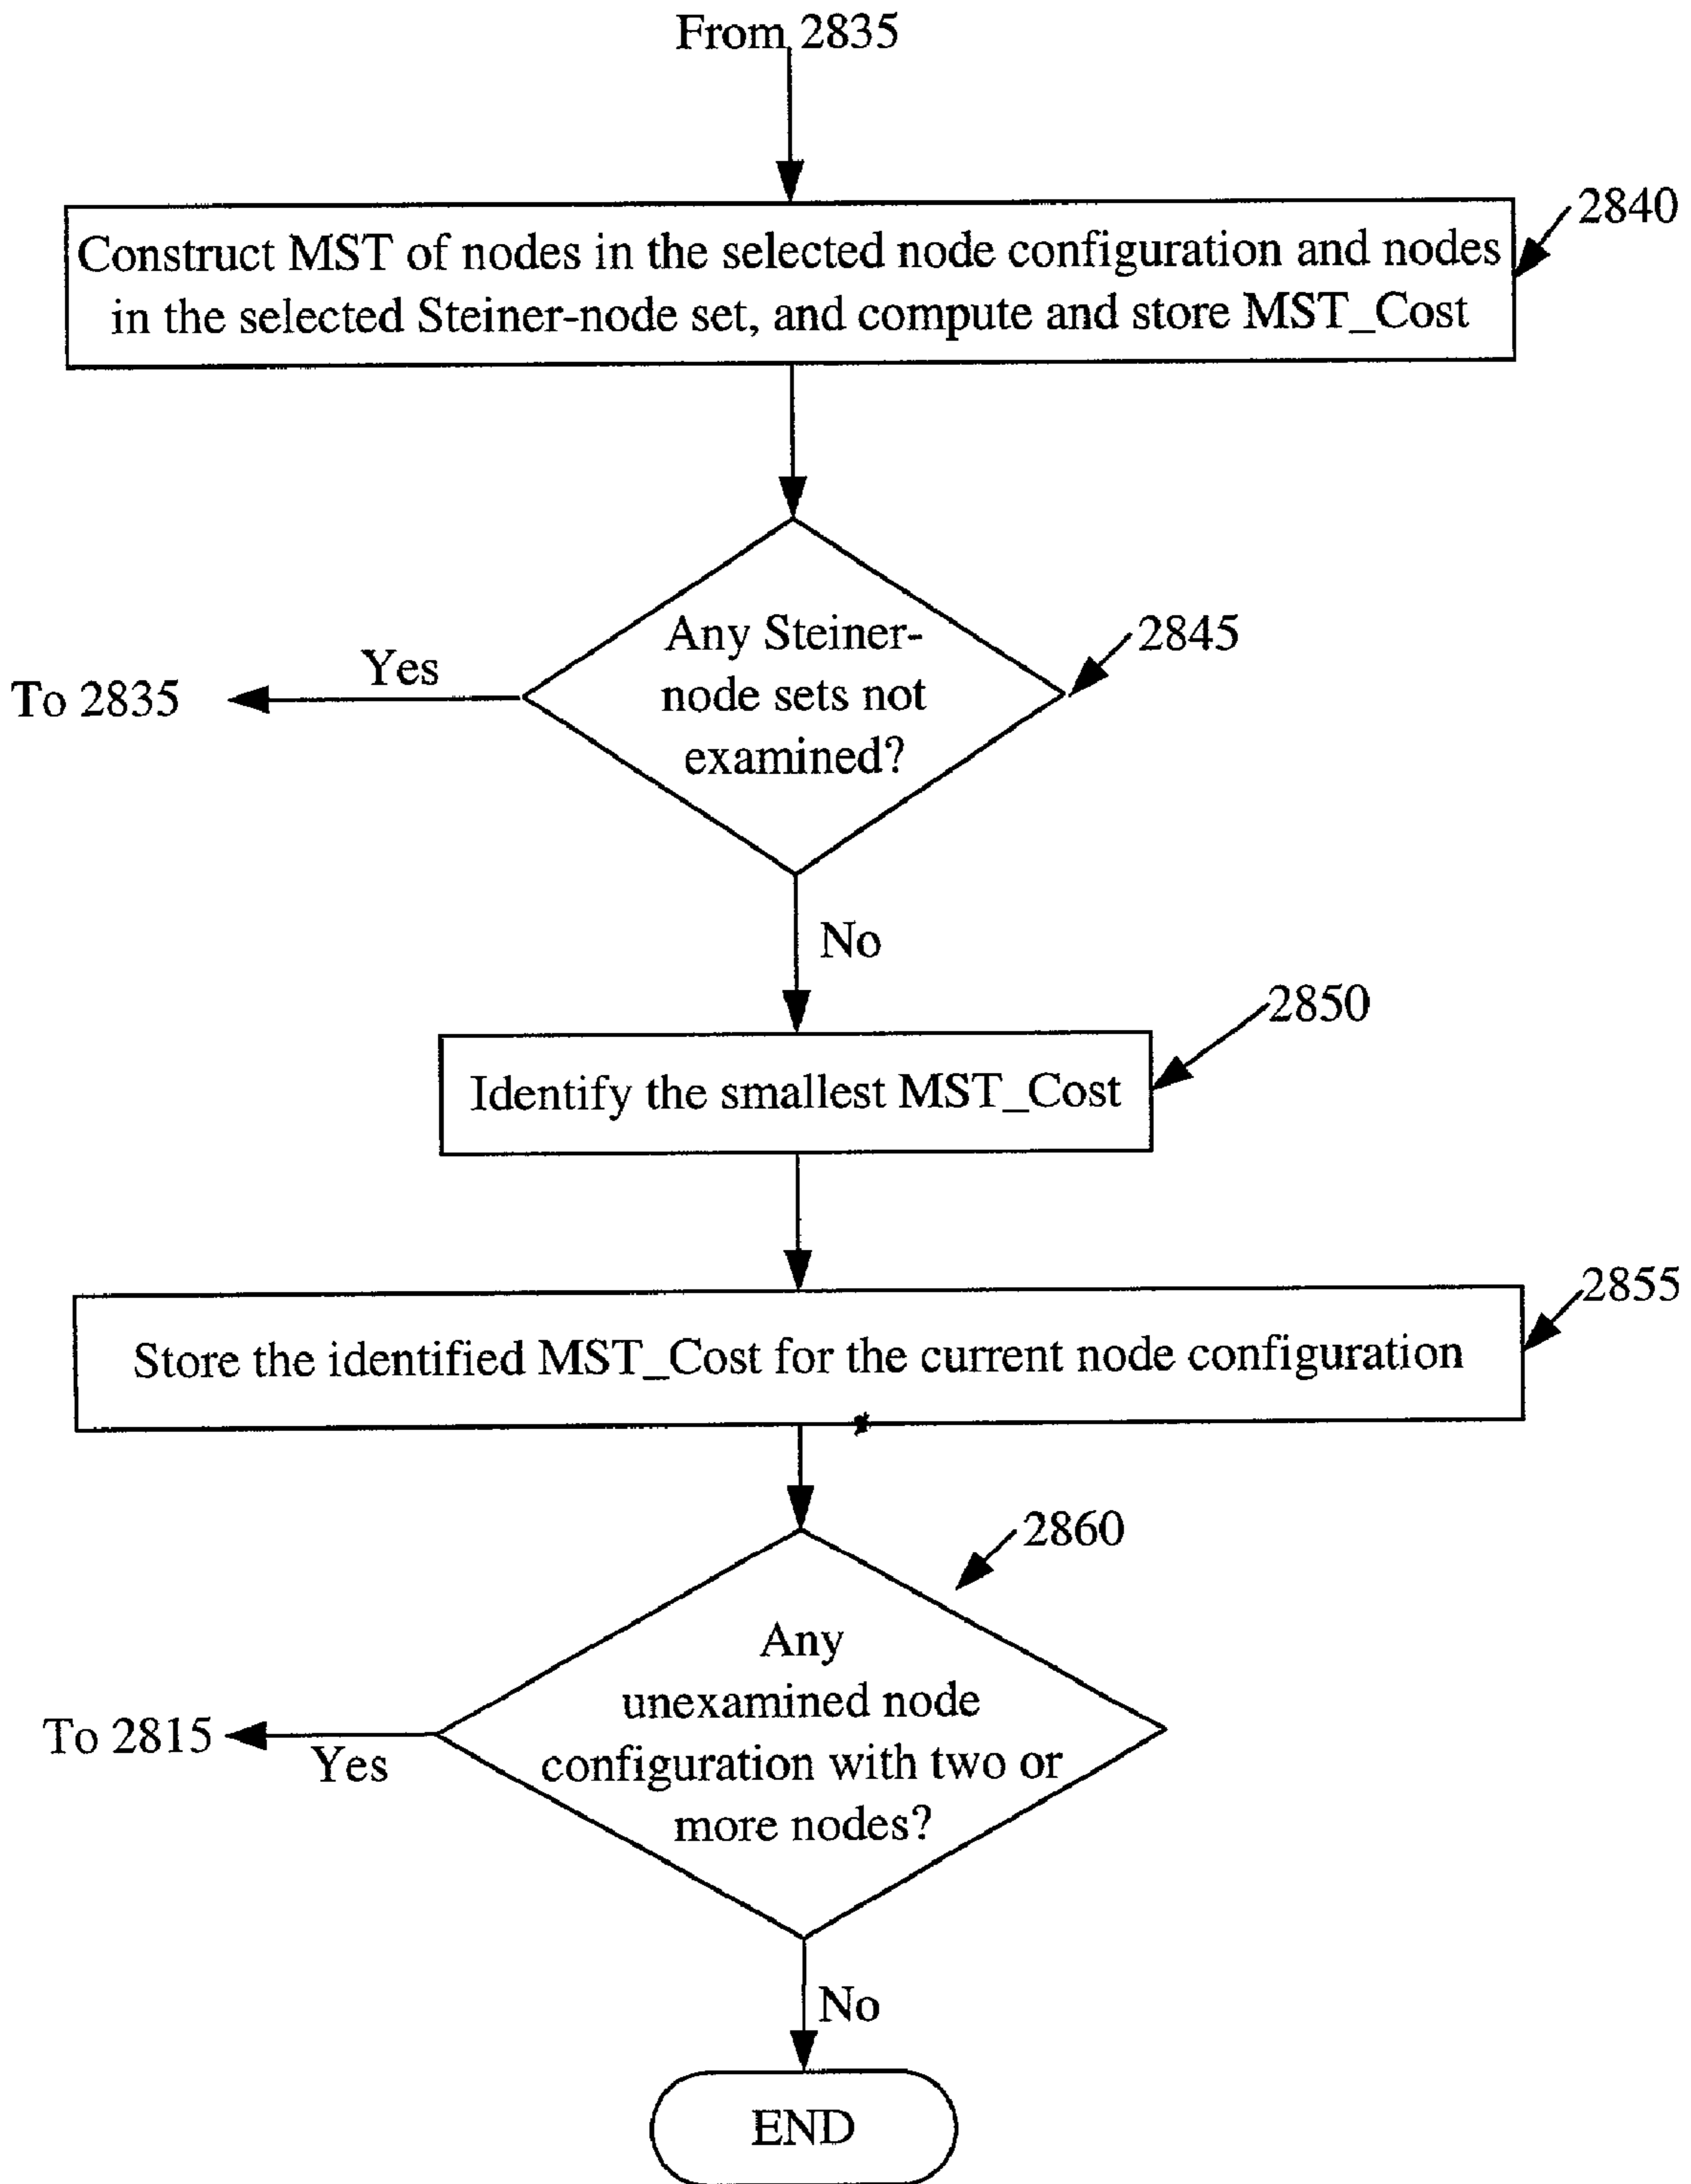 From 2835
2840
Construct MST of nodes in the selected node configuration and nodes
in the selected Steiner-node set, and compute and store MST_Cost
2845
Any Steiner-
node sets not
examined?
Yes
To 2835
No
2850
Identify the smallest MST_Cost
2855
Store the identified MST_Cost for the current node configuration
2860
Any
unexamined node
configuration with two or
more nodes?
To 2815
Yes
No
END